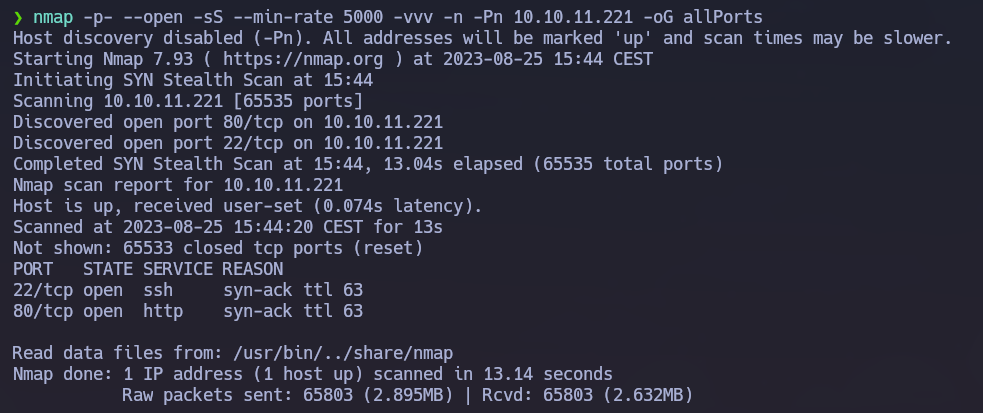 ❯ nmap -p- --open -sS --min-rate 5000 -vvv -n -Pn 10.10.11.221 -oG allPorts
Host discovery disabled (-Pn). All addresses will be marked 'up' and scan times may be slower.
Starting Nmap 7.93 ( https://nmap.org ) at 2023-08-25 15:44 CEST
Initiating SYN Stealth Scan at 15:44
Scanning 10.10.11.221 [65535 ports]
Discovered open port 80/tcp on 10.10.11.221
Discovered open port 22/tcp on 10.10.11.221
Completed SYN Stealth Scan at 15:44, 13.04s elapsed (65535 total ports)
Nmap scan report for 10.10.11.221
Host is up, received user-set (0.074s latency).
Scanned at 2023-08-25 15:44:20 CEST for 13s
Not shown: 65533 closed tcp ports (reset)
PORT   STATE SERVICE REASON
22/tcp open  ssh     syn-ack ttl 63
80/tcp open  http    syn-ack ttl 63
Read data files from: /usr/bin/../share/nmap
Nmap done: 1 IP address (1 host up) scanned in 13.14 seconds
           Raw packets sent: 65803 (2.895MB) | Rcvd: 65803 (2.632MB)